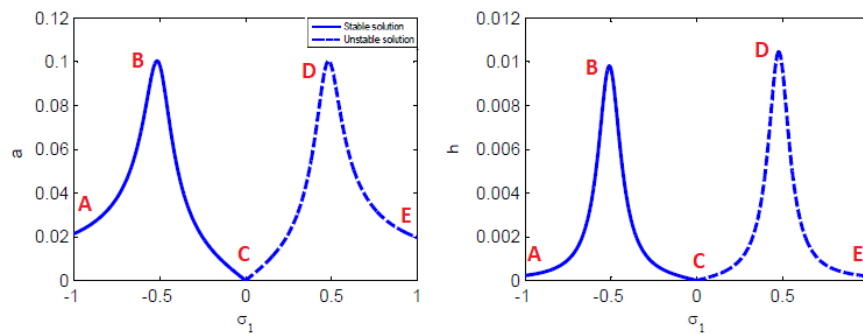 Stable solution
Unstable solution
0.12
0.1
0.08
0.06
0.04
0.02
0
a
A
B
C
D
E
-1
-0.5
0
0.5
1
σ1
0.012
0.01
0.008
0.006
0.004
0.002
0
h
A
B
C
D
E
-1
-0.5
0
0.5
σ1